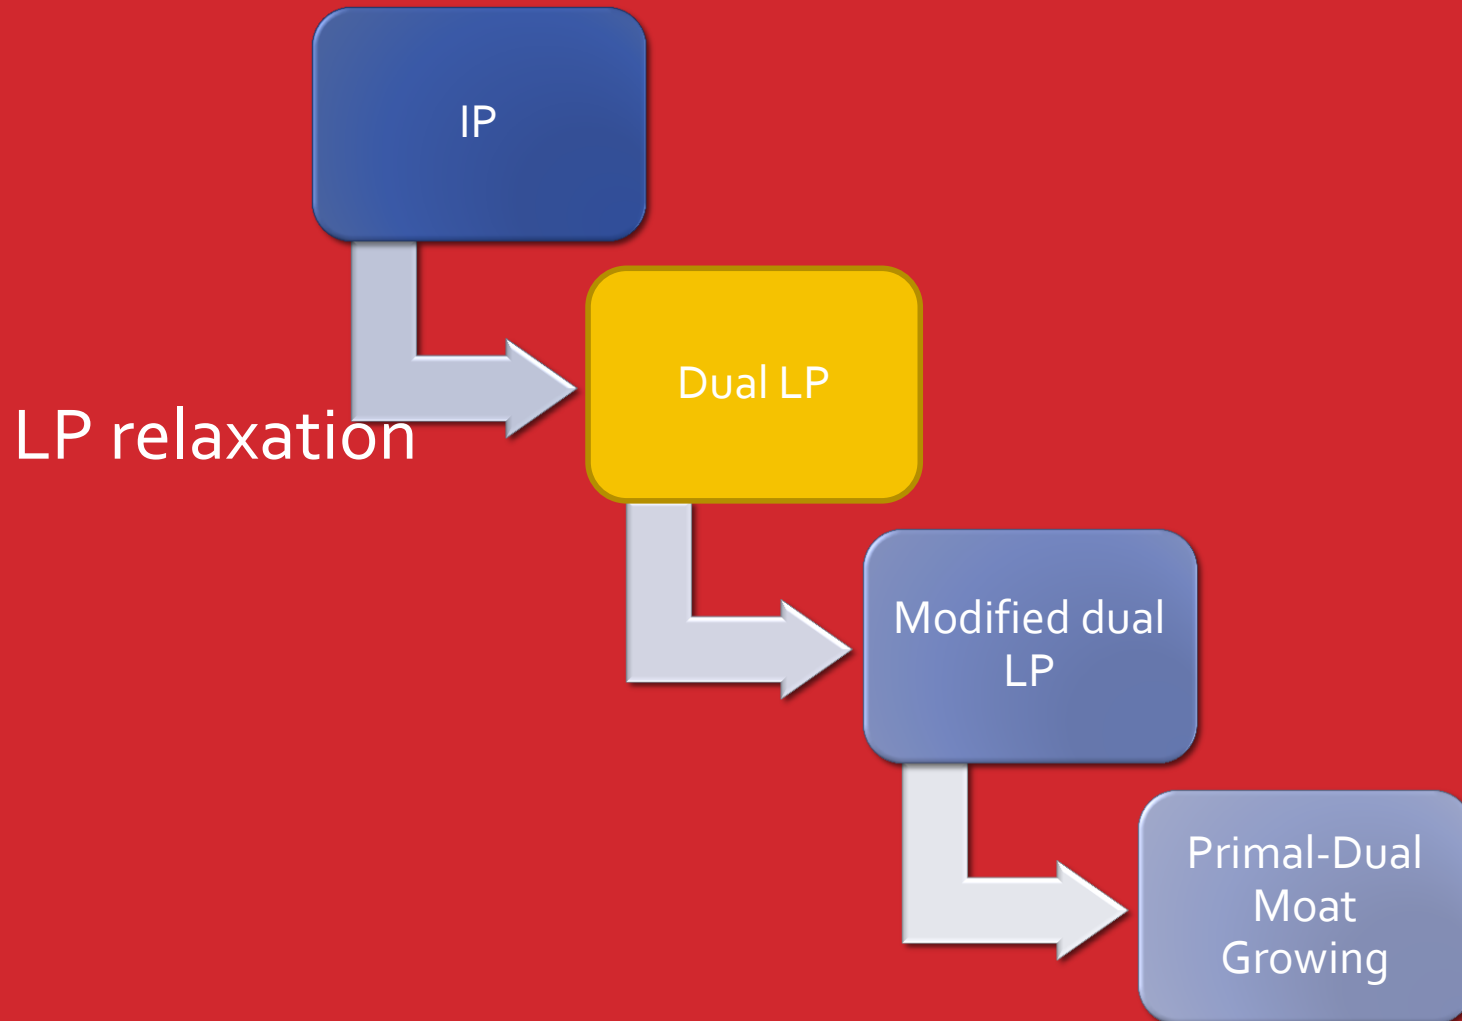 IP
Dual LP
LP relaxation
Modified dual
LP
Primal-Dual
Moat
Growing